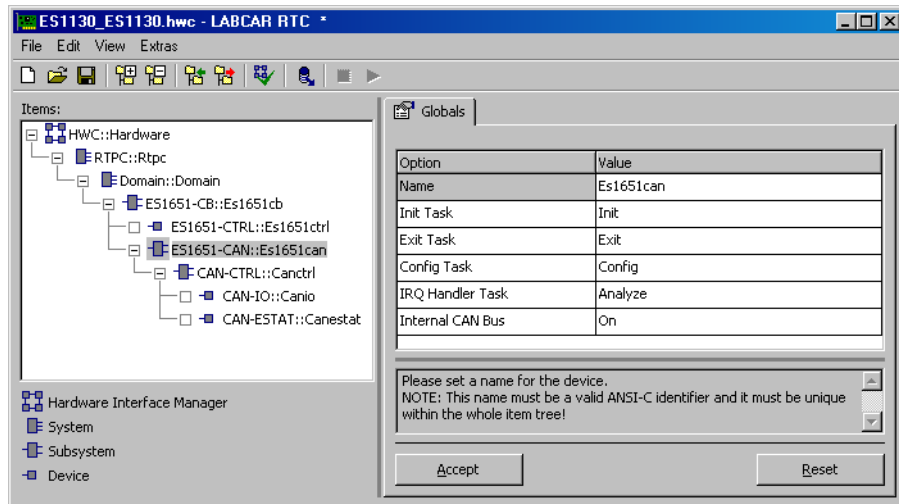 ES1130_ES1130.hwc - LABCAR RTC *
File Edit View Extras
Items:
HWC::Hardware
RTPC::Rtpc
Domain::Domain
ES1651-CB::Es1651cb
ES1651-CTRL::Es1651ctrl
ES1651-CAN::Es1651can
CAN-CTRL::Canctrl
CAN-IO::Canio
CAN-ESTAT::Canestat
Hardware Interface Manager
System
Subsystem
Device
Globals
Option Value
Name Es1651can
Init Task Init
Exit Task Exit
Config Task Config
IRQ Handler Task Analyze
Internal CAN Bus On
Please set a name for the device.
NOTE: This name must be a valid ANSI-C identifier and it must be unique
within the whole item tree!
Accept Reset